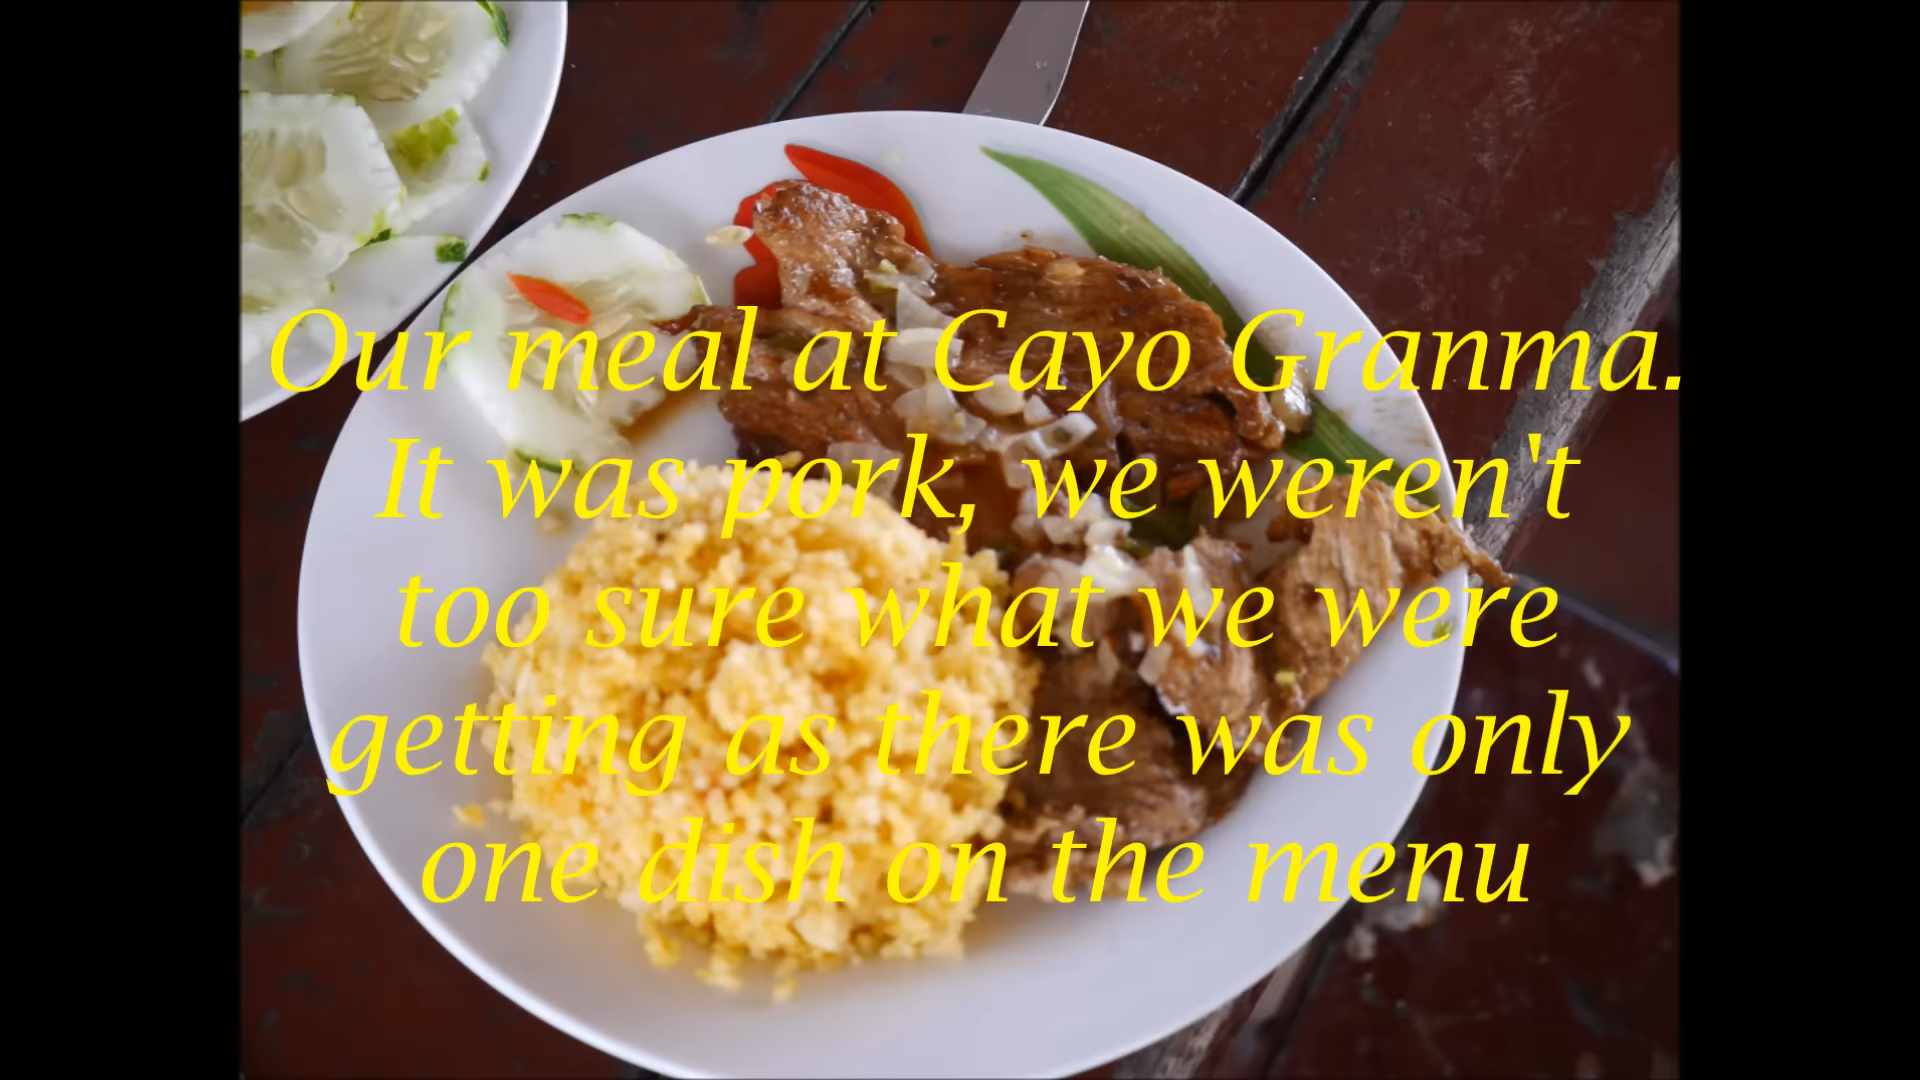 Our meal at Cayo Granma.
It was pork, we weren't
too sure what we were
getting as there was only
one dish on the menu